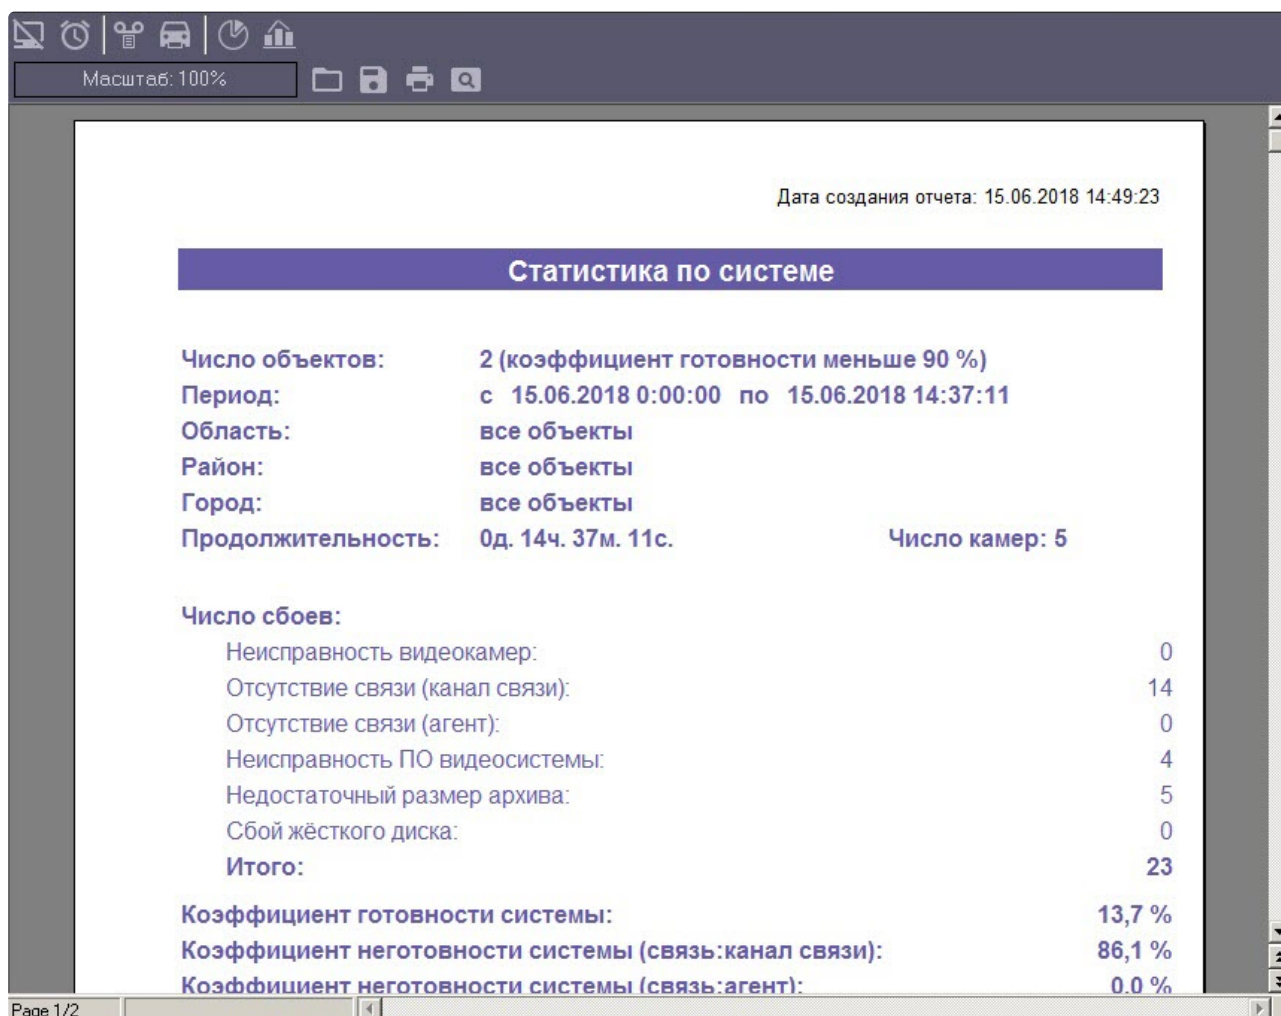 Масштаб: 100%
Дата создания отчета: 15.06.2018 14:49:23
Статистика по системе
Число объектов: 2 (коэффициент готовности меньше 90 %)
Период: с 15.06.2018 0:00:00 по 15.06.2018 14:37:11
Область: все объекты
Район: все объекты
Город: все объекты
Продолжительность: 0д. 14ч. 37м. 11с. Число камер: 5
Число сбоев:
Неисправность видеокамер: 0
Отсутствие связи (канал связи): 14
Отсутствие связи (агент): 0
Неисправность ПО видеосистемы: 4
Недостаточный размер архива: 5
Сбой жёсткого диска: 0
Итого: 23
Коэффициент готовности системы: 13,7 %
Коэффициент неготовности системы (связь:канал связи): 86,1 %
Коэффициент неготовности системы (связь:агент): 0,0 %
Page 1/2